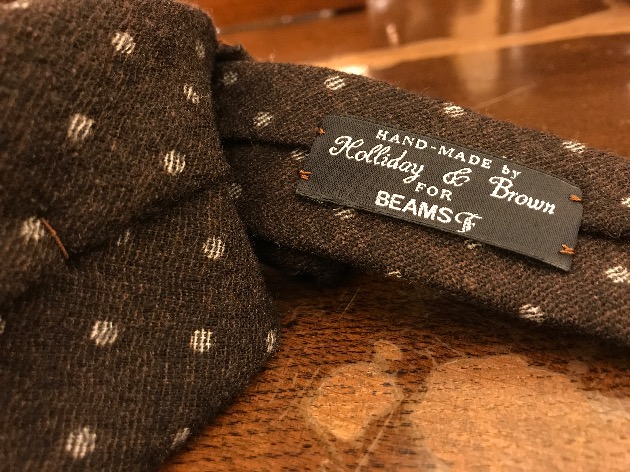 HAND-MADE by
Holliday & Brown
FOR
BEAMS F